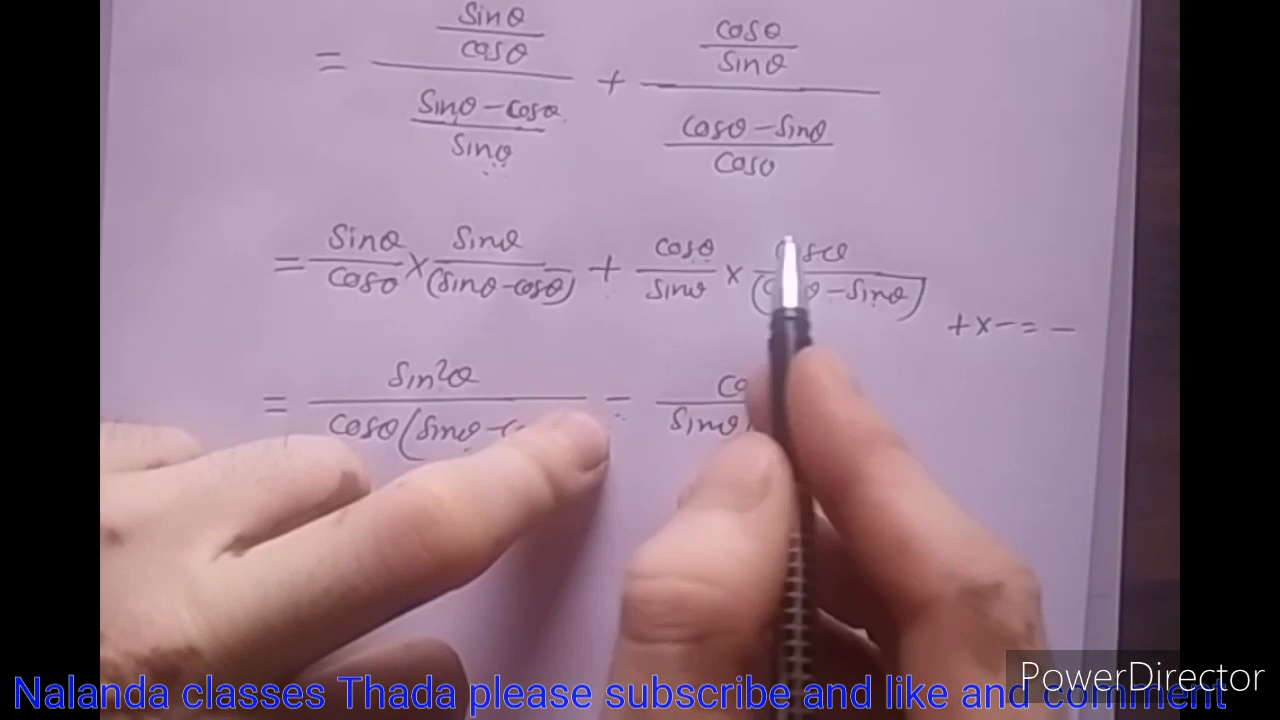 = (sinθ/cosθ)/((sinθ-cosθ)/sinθ) + (cosθ/sinθ)/((cosθ-sinθ)/cosθ)
= sinθ/cosθ × sinθ/(sinθ-cosθ) + cosθ/sinθ × /( -sinθ) + x - = -
= sin²θ/cosθ(sinθ- - /sinθ
PowerDirector
Nalanda classes Thada please subscribe and like and comment